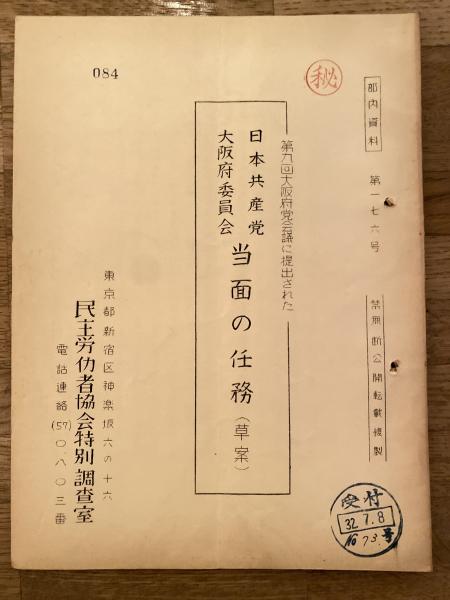 084
㊙
部内資料 第一七六号 禁無断公開転載複製
第九回大阪府党会議に提出された
日本共産党
大阪府委員会
当面の任務(草案)
東京都新宿区神楽坂六の十六
民主労仂者協会特別調査室
電話連絡(57)〇八〇三番
受付
32.7.8
No 73.号